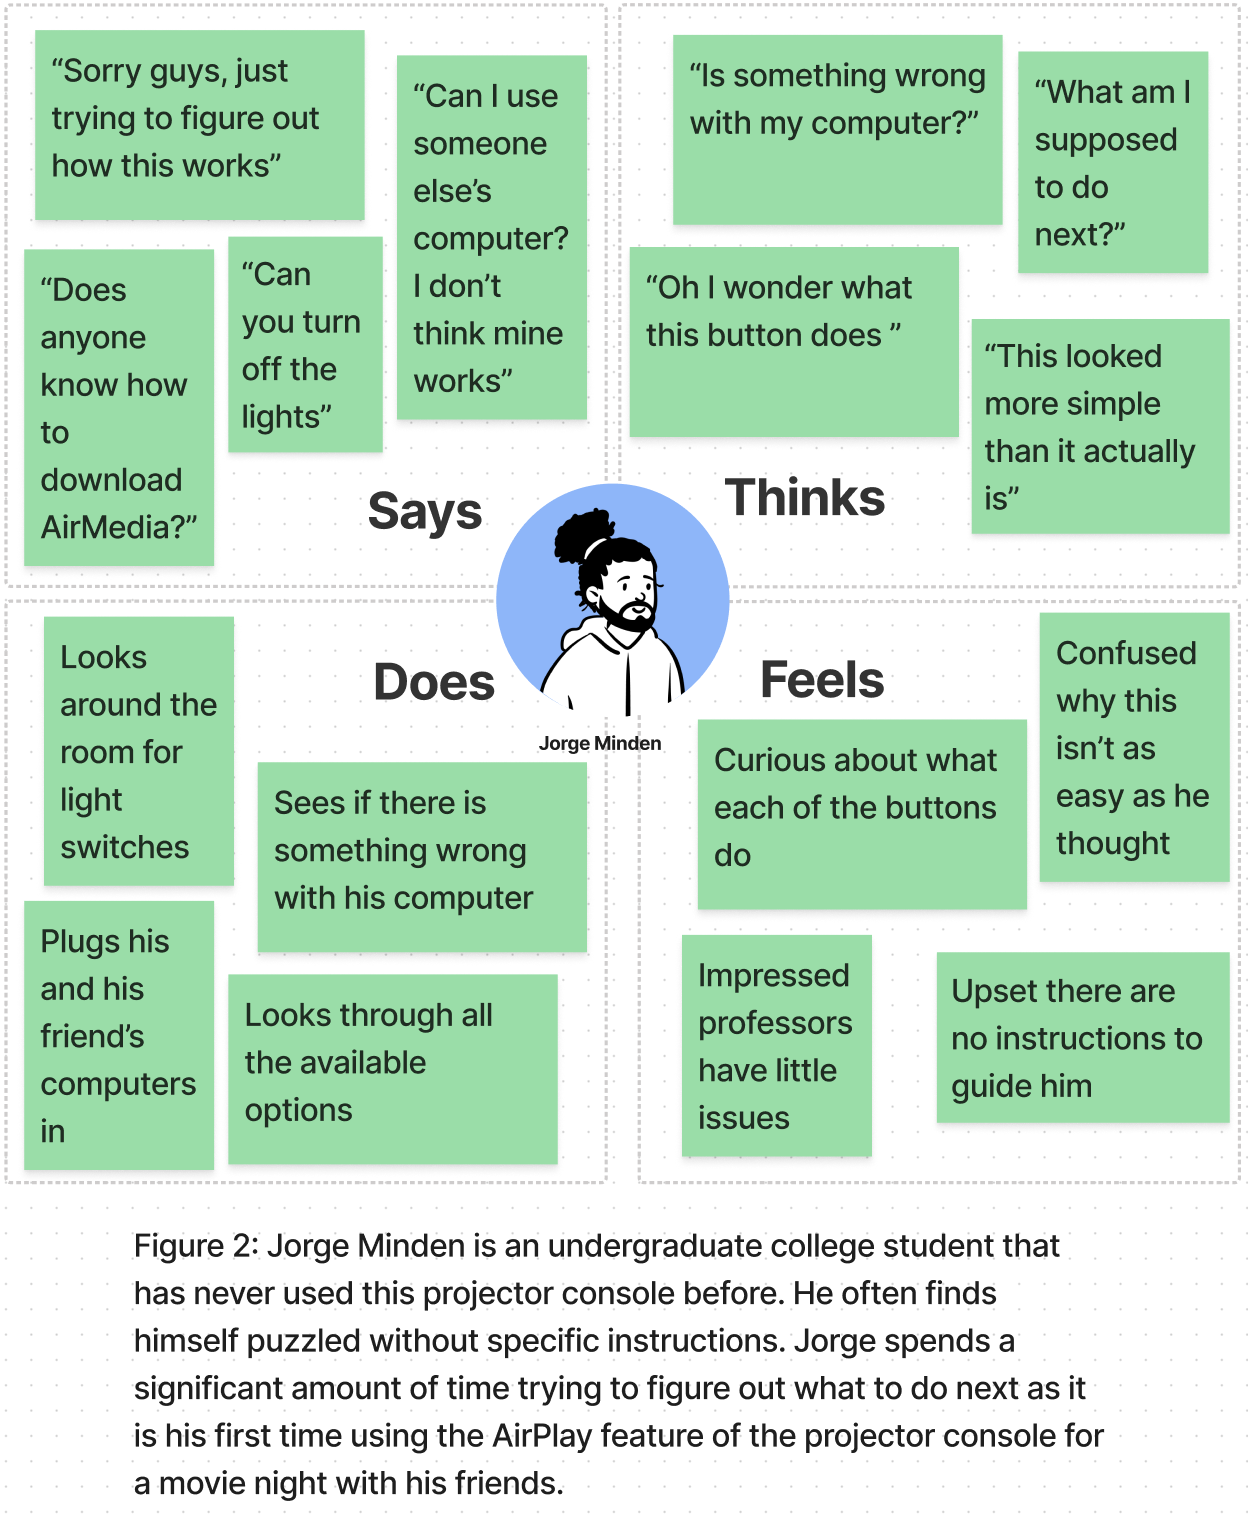 “Sorry guys, just
trying to figure out
how this works”
“Can I use
someone
else’s
computer?
I don’t
think mine
works”
“Does
anyone
know how
to
download
AirMedia?”
“Can
you turn
off the
lights”
Says
“Is something wrong
with my computer?”
“What am I
supposed
to do
next?”
“Oh I wonder what
this button does ”
“This looked
more simple
than it actually
is”
Thinks
Jorge Minden
Does
Looks
around the
room for
light
switches
Sees if there is
something wrong
with his computer
Plugs his
and his
friend’s
computers
in
Looks through all
the available
options
Feels
Confused
why this
isn’t as
easy as he
thought
Curious about what
each of the buttons
do
Impressed
professors
have little
issues
Upset there are
no instructions to
guide him
Figure 2: Jorge Minden is an undergraduate college student that
has never used this projector console before. He often finds
himself puzzled without specific instructions. Jorge spends a
significant amount of time trying to figure out what to do next as it
is his first time using the AirPlay feature of the projector console for
a movie night with his friends.